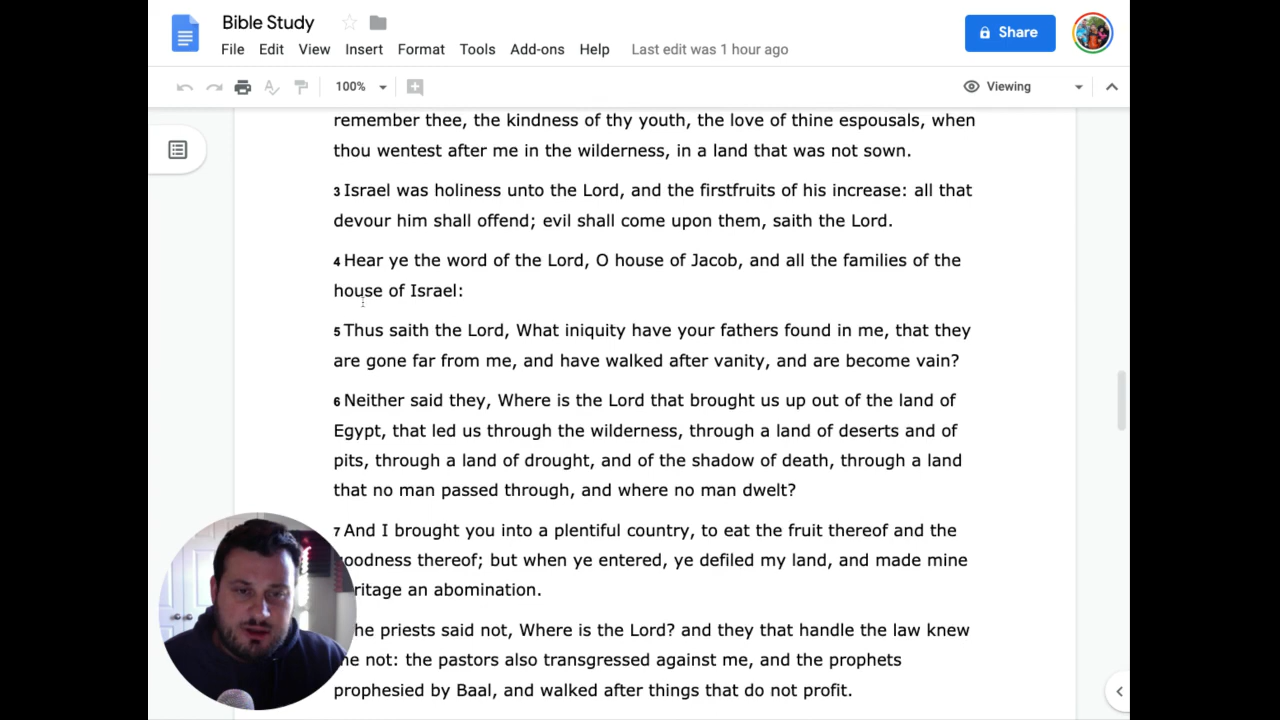 Bible Study
File Edit View Insert Format Tools Add-ons Help Last edit was 1 hour ago
Share
100%
Viewing
remember thee, the kindness of thy youth, the love of thine espousals, when
thou wentest after me in the wilderness, in a land that was not sown.
3 Israel was holiness unto the Lord, and the firstfruits of his increase: all that
devour him shall offend; evil shall come upon them, saith the Lord.
4 Hear ye the word of the Lord, O house of Jacob, and all the families of the
house of Israel:
5 Thus saith the Lord, What iniquity have your fathers found in me, that they
are gone far from me, and have walked after vanity, and are become vain?
6 Neither said they, Where is the Lord that brought us up out of the land of
Egypt, that led us through the wilderness, through a land of deserts and of
pits, through a land of drought, and of the shadow of death, through a land
that no man passed through, and where no man dwelt?
7 And I brought you into a plentiful country, to eat the fruit thereof and the
oodness thereof; but when ye entered, ye defiled my land, and made mine
ritage an abomination.
he priests said not, Where is the Lord? and they that handle the law knew
e not: the pastors also transgressed against me, and the prophets
prophesied by Baal, and walked after things that do not profit.